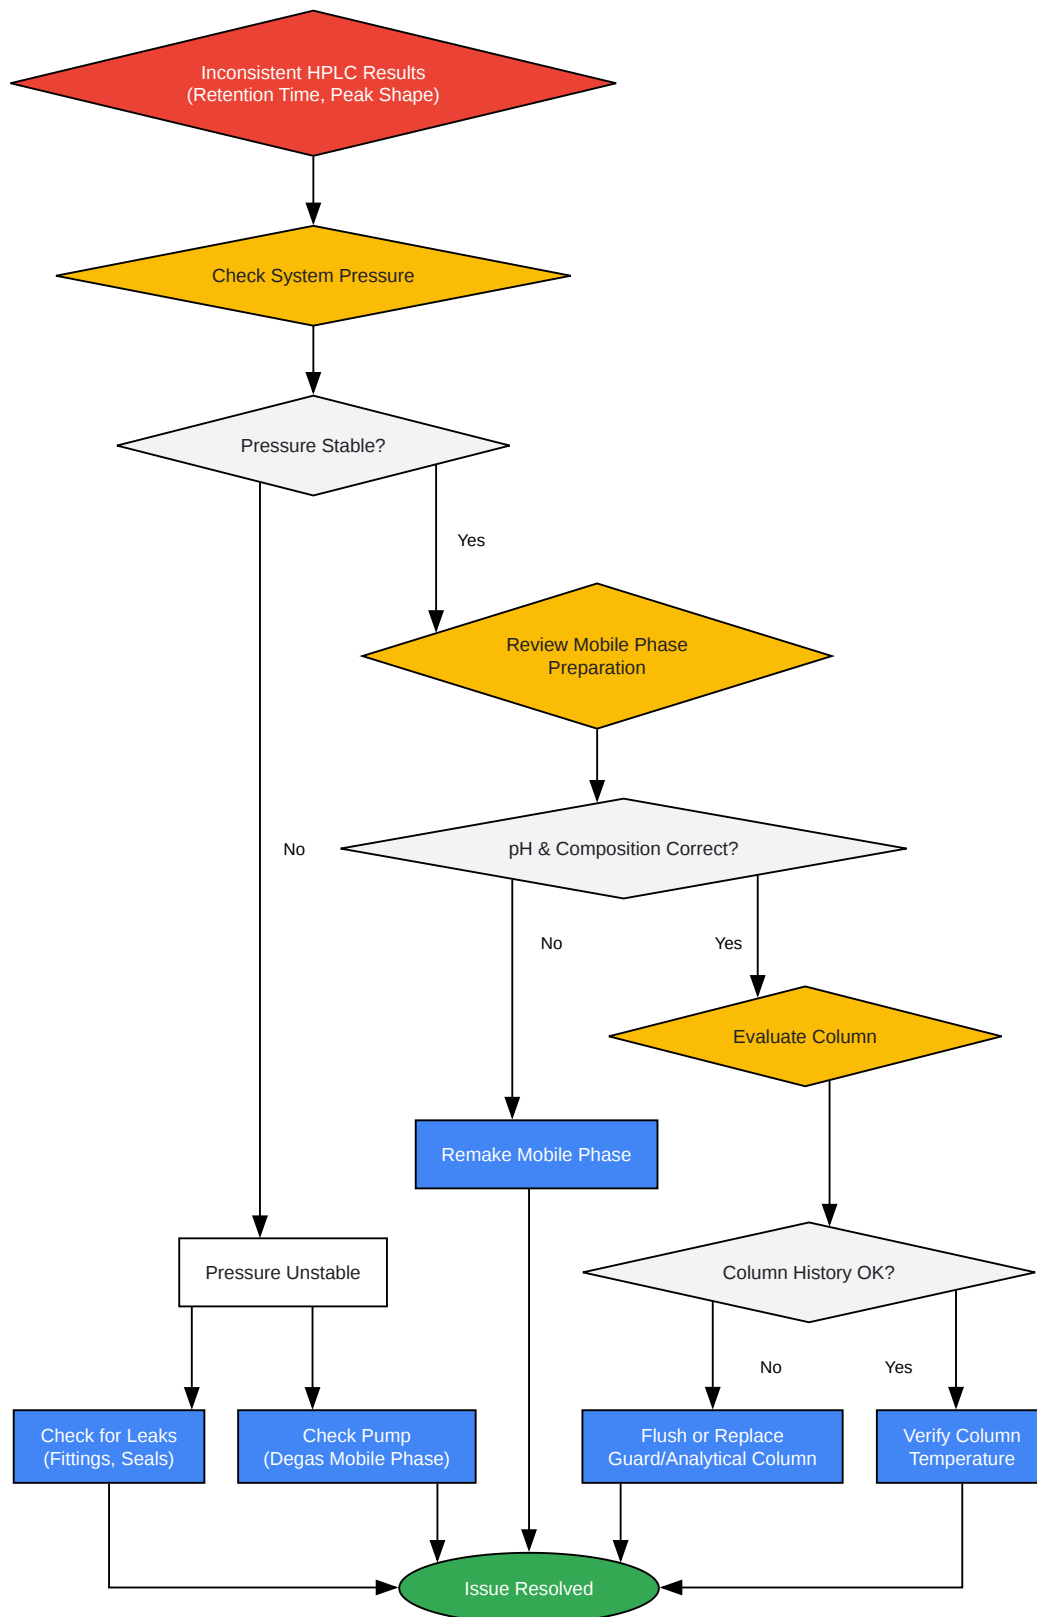 Inconsistent HPLC Results
(Retention Time, Peak Shape)
Check System Pressure
Pressure Stable?
Yes
Review Mobile Phase
Preparation
No
pH & Composition Correct?
No
Yes
Evaluate Column
Remake Mobile Phase
Pressure Unstable
Column History OK?
No
Yes
Check for Leaks
(Fittings, Seals)
Check Pump
(Degas Mobile Phase)
Flush or Replace
Guard/Analytical Column
Verify Column
Temperature
Issue Resolved